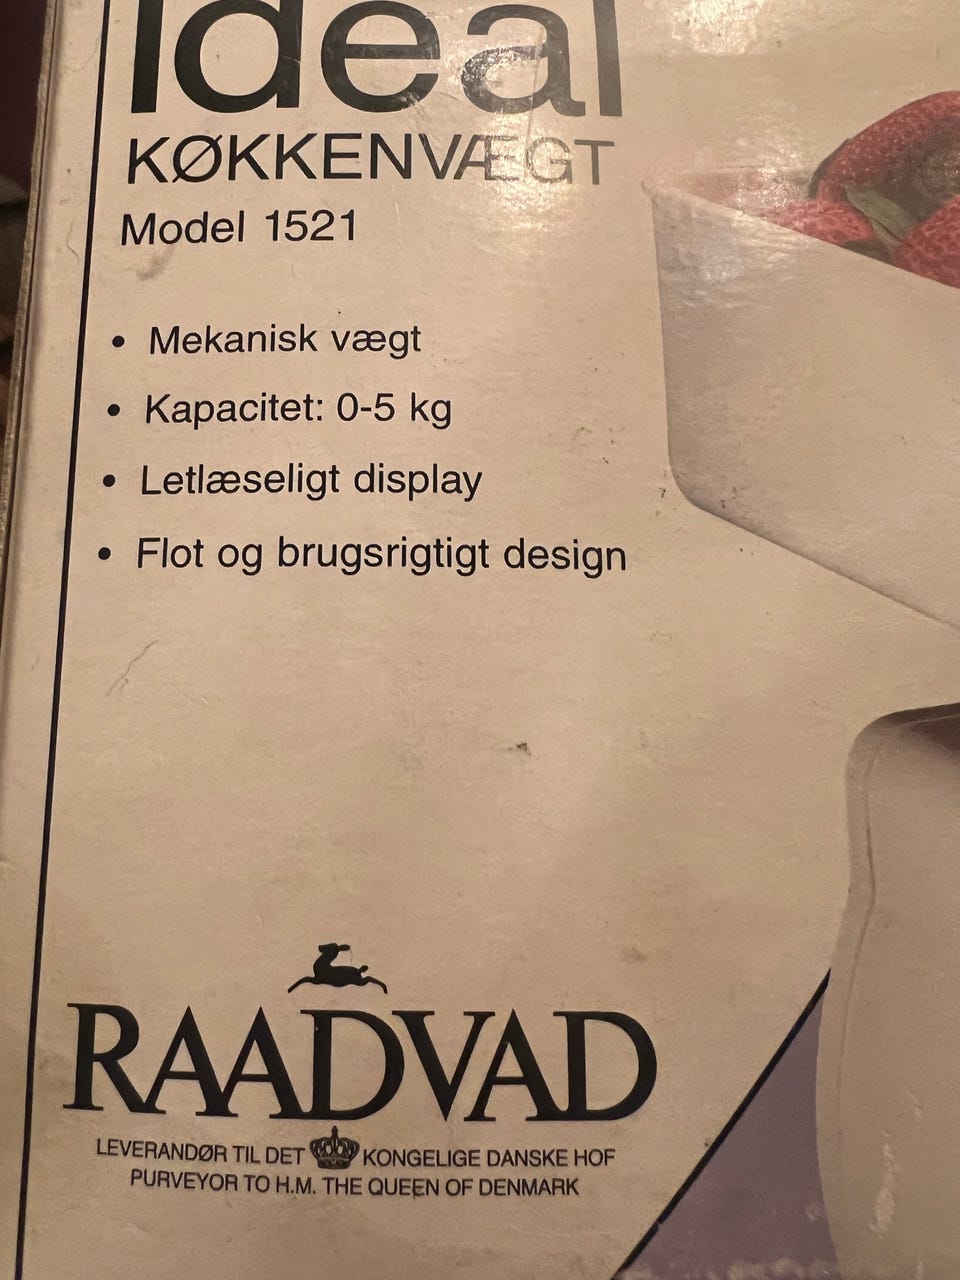 Ideal
KØKKENVÆGT
Model 1521
• Mekanisk vægt
• Kapacitet: 0-5 kg
• Letlæseligt display
• Flot og brugsrigtigt design
RAADVAD
LEVERANDØR TIL DET KONGELIGE DANSKE HOF
PURVEYOR TO H.M. THE QUEEN OF DENMARK